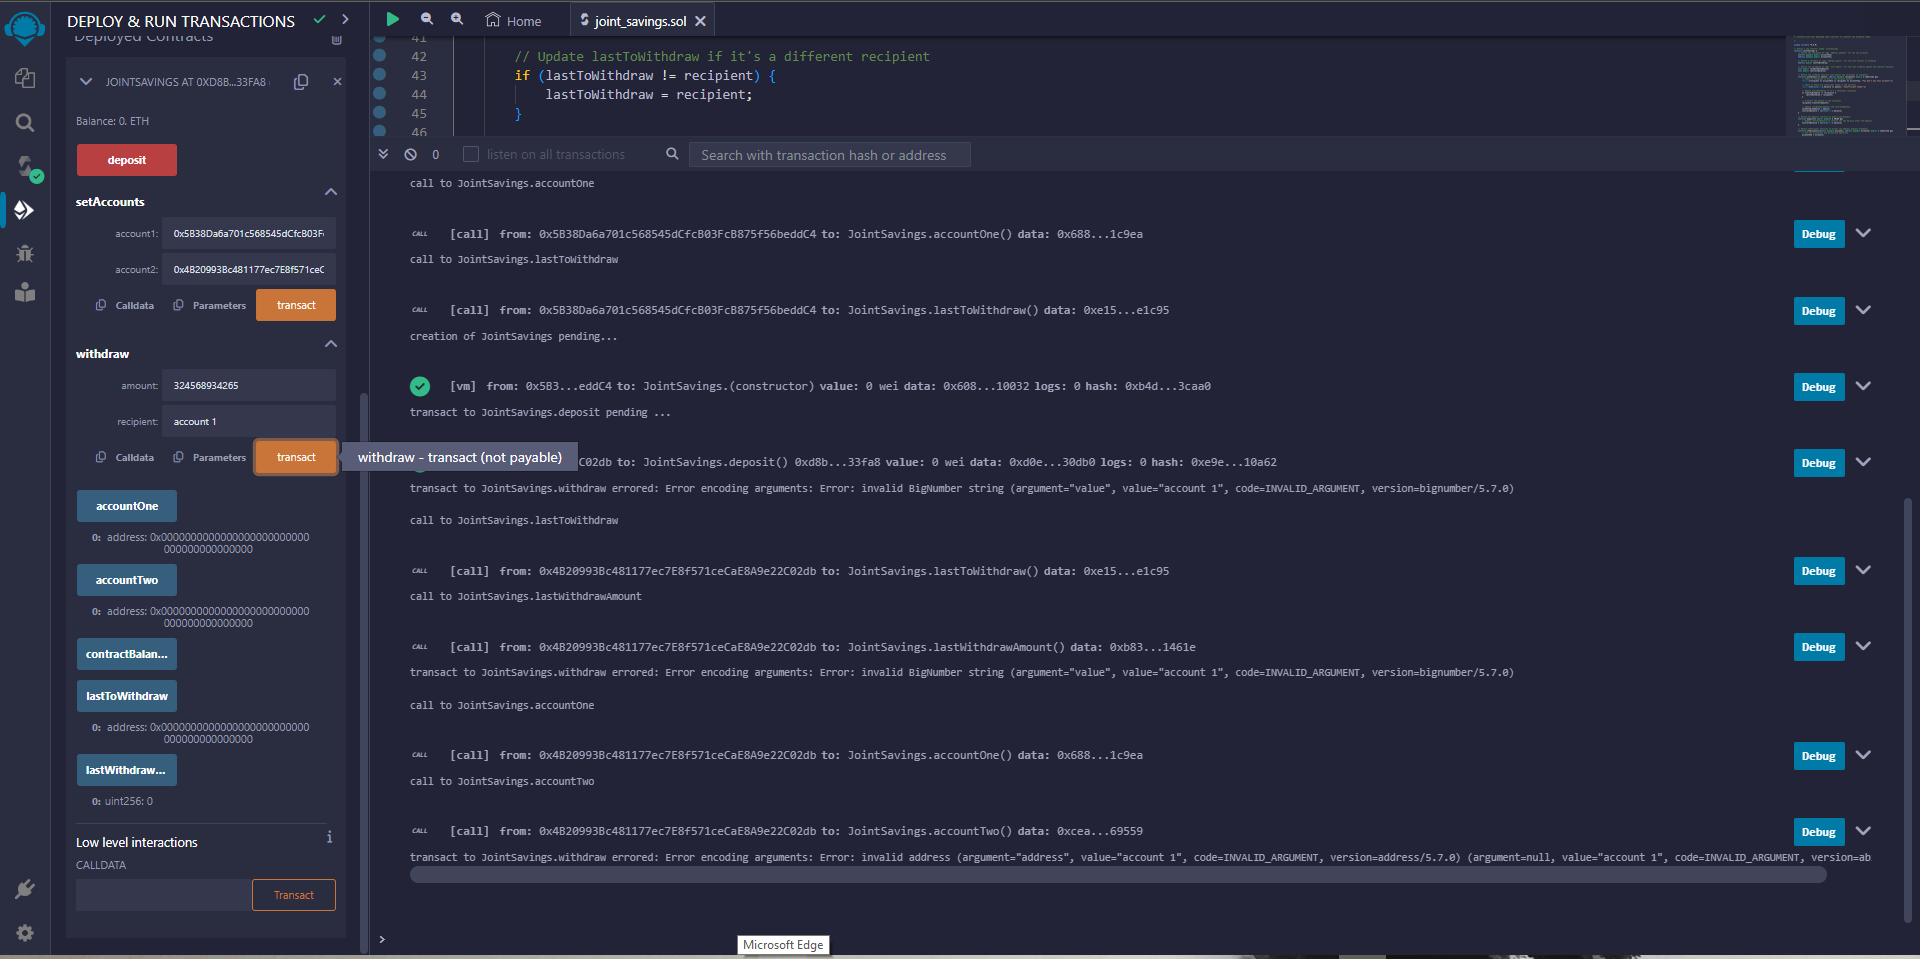 DEPLOY & RUN TRANSACTIONS
Deployed Contracts
JOINTSAVINGS AT 0XD8B...33FA8 (
Balance: 0. ETH
deposit
setAccounts
account1: 0x5B38Da6a701c568545dCfcB03F
account2: 0x4B20993Bc481177ec7E8f571ceC
Calldata Parameters transact
withdraw
amount: 324568934265
recipient: account 1
Calldata Parameters transact
withdraw - transact (not payable)
accountOne
0: address: 0x0000000000000000000000000
000000000000000
accountTwo
0: address: 0x0000000000000000000000000
000000000000000
contractBalan...
lastToWithdraw
0: address: 0x0000000000000000000000000
000000000000000
lastWithdraw...
0: uint256: 0
Low level interactions i
CALLDATA
Transact
Home
joint_savings.sol
41
42 // Update lastToWithdraw if it's a different recipient
43 if (lastToWithdraw != recipient) {
44 lastToWithdraw = recipient;
45 }
46
0 listen on all transactions Search with transaction hash or address
call to JointSavings.accountOne
CALL [call] from: 0x5B38Da6a701c568545dCfcB03FcB875f56beddC4 to: JointSavings.accountOne() data: 0x688...1c9ea Debug
call to JointSavings.lastToWithdraw
CALL [call] from: 0x5B38Da6a701c568545dCfcB03FcB875f56beddC4 to: JointSavings.lastToWithdraw() data: 0xe15...e1c95 Debug
creation of JointSavings pending...
[vm] from: 0x5B3...eddC4 to: JointSavings.(constructor) value: 0 wei data: 0x608...10032 logs: 0 hash: 0xb4d...3caa0 Debug
transact to JointSavings.deposit pending ...
C02db to: JointSavings.deposit() 0xd8b...33fa8 value: 0 wei data: 0xd0e...30db0 logs: 0 hash: 0xe9e...10a62 Debug
transact to JointSavings.withdraw errored: Error encoding arguments: Error: invalid BigNumber string (argument="value", value="account 1", code=INVALID_ARGUMENT, version=bignumber/5.7.0)
call to JointSavings.lastToWithdraw
CALL [call] from: 0x4B20993Bc481177ec7E8f571ceCaE8A9e22C02db to: JointSavings.lastToWithdraw() data: 0xe15...e1c95 Debug
call to JointSavings.lastWithdrawAmount
CALL [call] from: 0x4B20993Bc481177ec7E8f571ceCaE8A9e22C02db to: JointSavings.lastWithdrawAmount() data: 0xb83...1461e Debug
transact to JointSavings.withdraw errored: Error encoding arguments: Error: invalid BigNumber string (argument="value", value="account 1", code=INVALID_ARGUMENT, version=bignumber/5.7.0)
call to JointSavings.accountOne
CALL [call] from: 0x4B20993Bc481177ec7E8f571ceCaE8A9e22C02db to: JointSavings.accountOne() data: 0x688...1c9ea Debug
call to JointSavings.accountTwo
CALL [call] from: 0x4B20993Bc481177ec7E8f571ceCaE8A9e22C02db to: JointSavings.accountTwo() data: 0xcea...69559 Debug
transact to JointSavings.withdraw errored: Error encoding arguments: Error: invalid address (argument="address", value="account 1", code=INVALID_ARGUMENT, version=address/5.7.0) (argument=null, value="account 1", code=INVALID_ARGUMENT, version=ab
>
Microsoft Edge